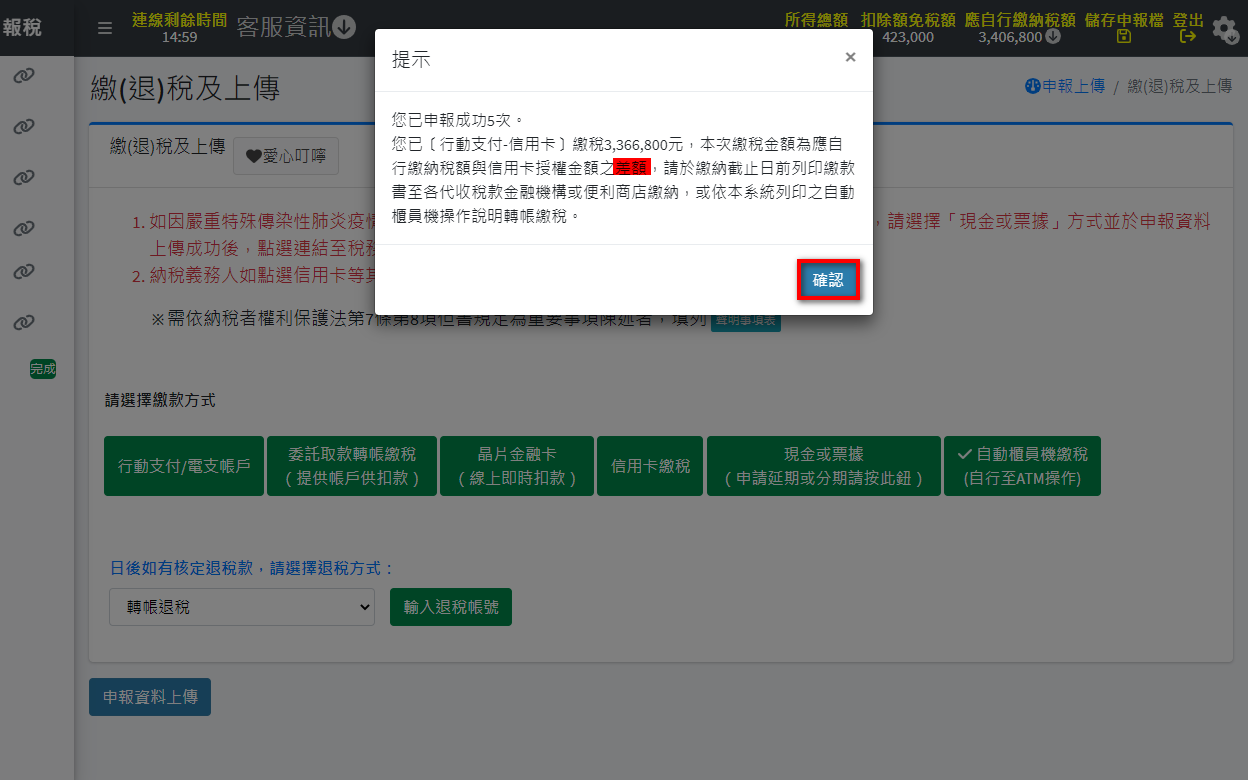 報稅
連線剩餘時間
14:59
客服資訊
所得總額
扣除額免稅額
423,000
應自行繳納稅額
3,406,800
儲存申報檔
登出
提示
×
繳(退)稅及上傳
申報上傳 / 繳(退)稅及上傳
您已申報成功5次。
您已〔行動支付-信用卡〕繳稅3,366,800元，本次繳稅金額為應自
行繳納稅額與信用卡授權金額之差額，請於繳納截止日前列印繳款
書至各代收稅款金融機構或便利商店繳納，或依本系統列印之自動
櫃員機操作說明轉帳繳稅。
確認
繳(退)稅及上傳
愛心叮嚀
1. 如因嚴重特殊傳染性肺炎疫情
，請選擇「現金或票據」方式並於申報資料
上傳成功後，點選連結至稅務
2. 納稅義務人如點選信用卡等其
※需依納稅者權利保護法第7條第8項但書規定為重要事項陳述者，填列 聲明事項表
完成
請選擇繳款方式
行動支付/電支帳戶
委託取款轉帳繳稅
（提供帳戶供扣款）
晶片金融卡
（線上即時扣款）
信用卡繳稅
現金或票據
（申請延期或分期請按此鈕）
自動櫃員機繳稅
(自行至ATM操作)
日後如有核定退稅款，請選擇退稅方式：
轉帳退稅
輸入退稅帳號
申報資料上傳